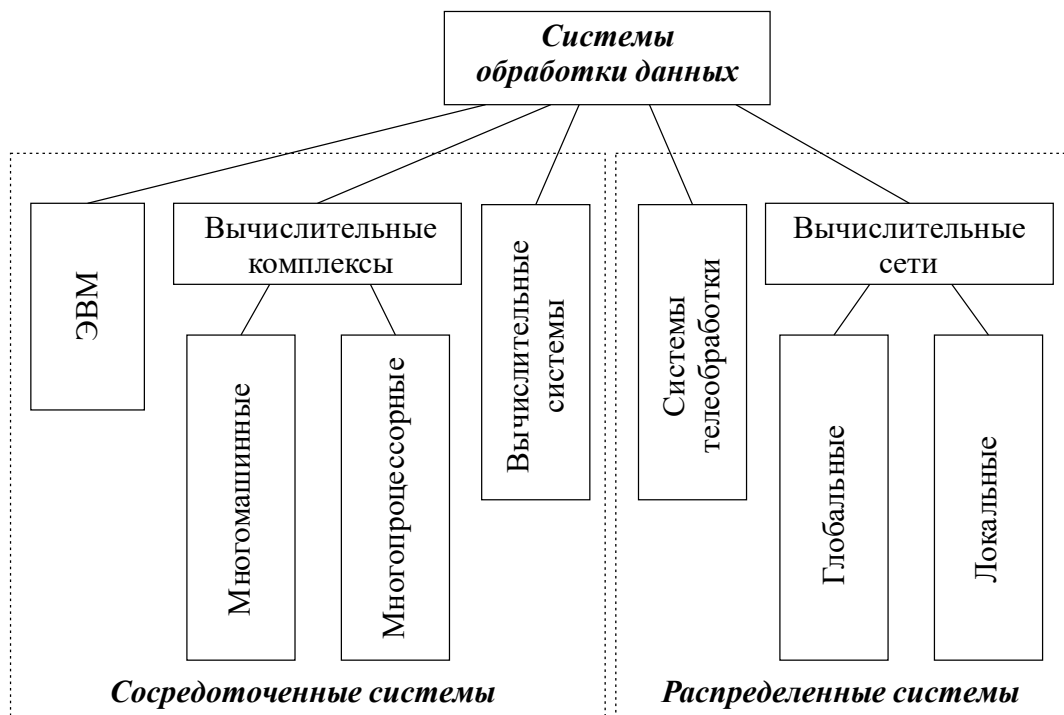 Системы
обработки данных
ЭВМ
Вычислительные
комплексы
Многомашинные
Многопроцессорные
Вычислительные
системы
Системы
телеобработки
Вычислительные
сети
Глобальные
Локальные
Сосредоточенные системы
Распределенные системы